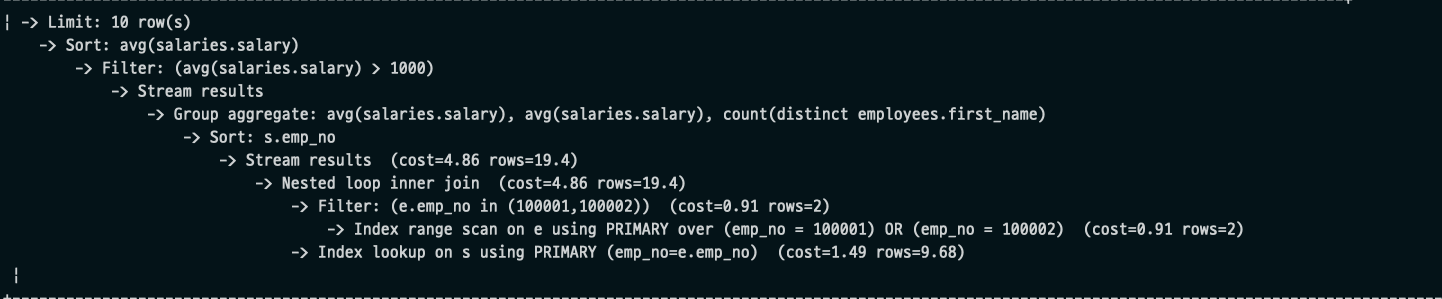 | -> Limit: 10 row(s)
-> Sort: avg(salaries.salary)
-> Filter: (avg(salaries.salary) > 1000)
-> Stream results
-> Group aggregate: avg(salaries.salary), avg(salaries.salary), count(distinct employees.first_name)
-> Sort: s.emp_no
-> Stream results  (cost=4.86 rows=19.4)
-> Nested loop inner join  (cost=4.86 rows=19.4)
-> Filter: (e.emp_no in (100001,100002))  (cost=0.91 rows=2)
-> Index range scan on e using PRIMARY over (emp_no = 100001) OR (emp_no = 100002)  (cost=0.91 rows=2)
-> Index lookup on s using PRIMARY (emp_no=e.emp_no)  (cost=1.49 rows=9.68)
|